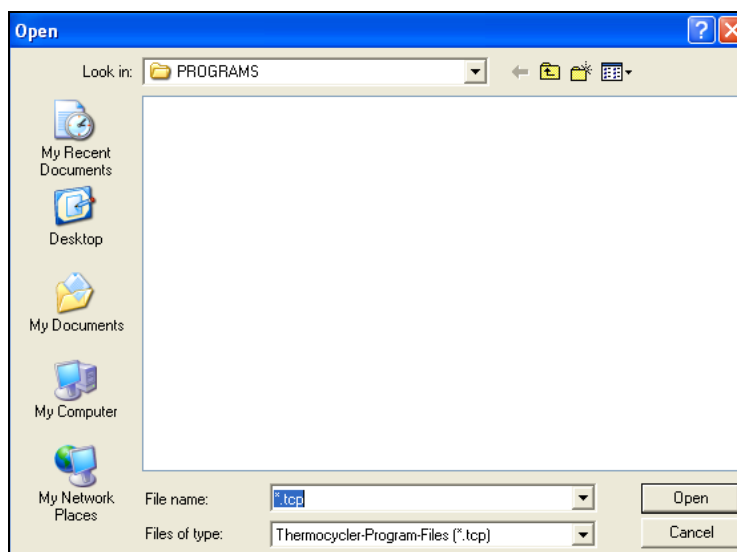 Open
Look in: PROGRAMS
My Recent
Documents
Desktop
My Documents
My Computer
My Network
Places
File name: *.tcp Open
Files of type: Thermocycler-Program-Files (*.tcp) Cancel